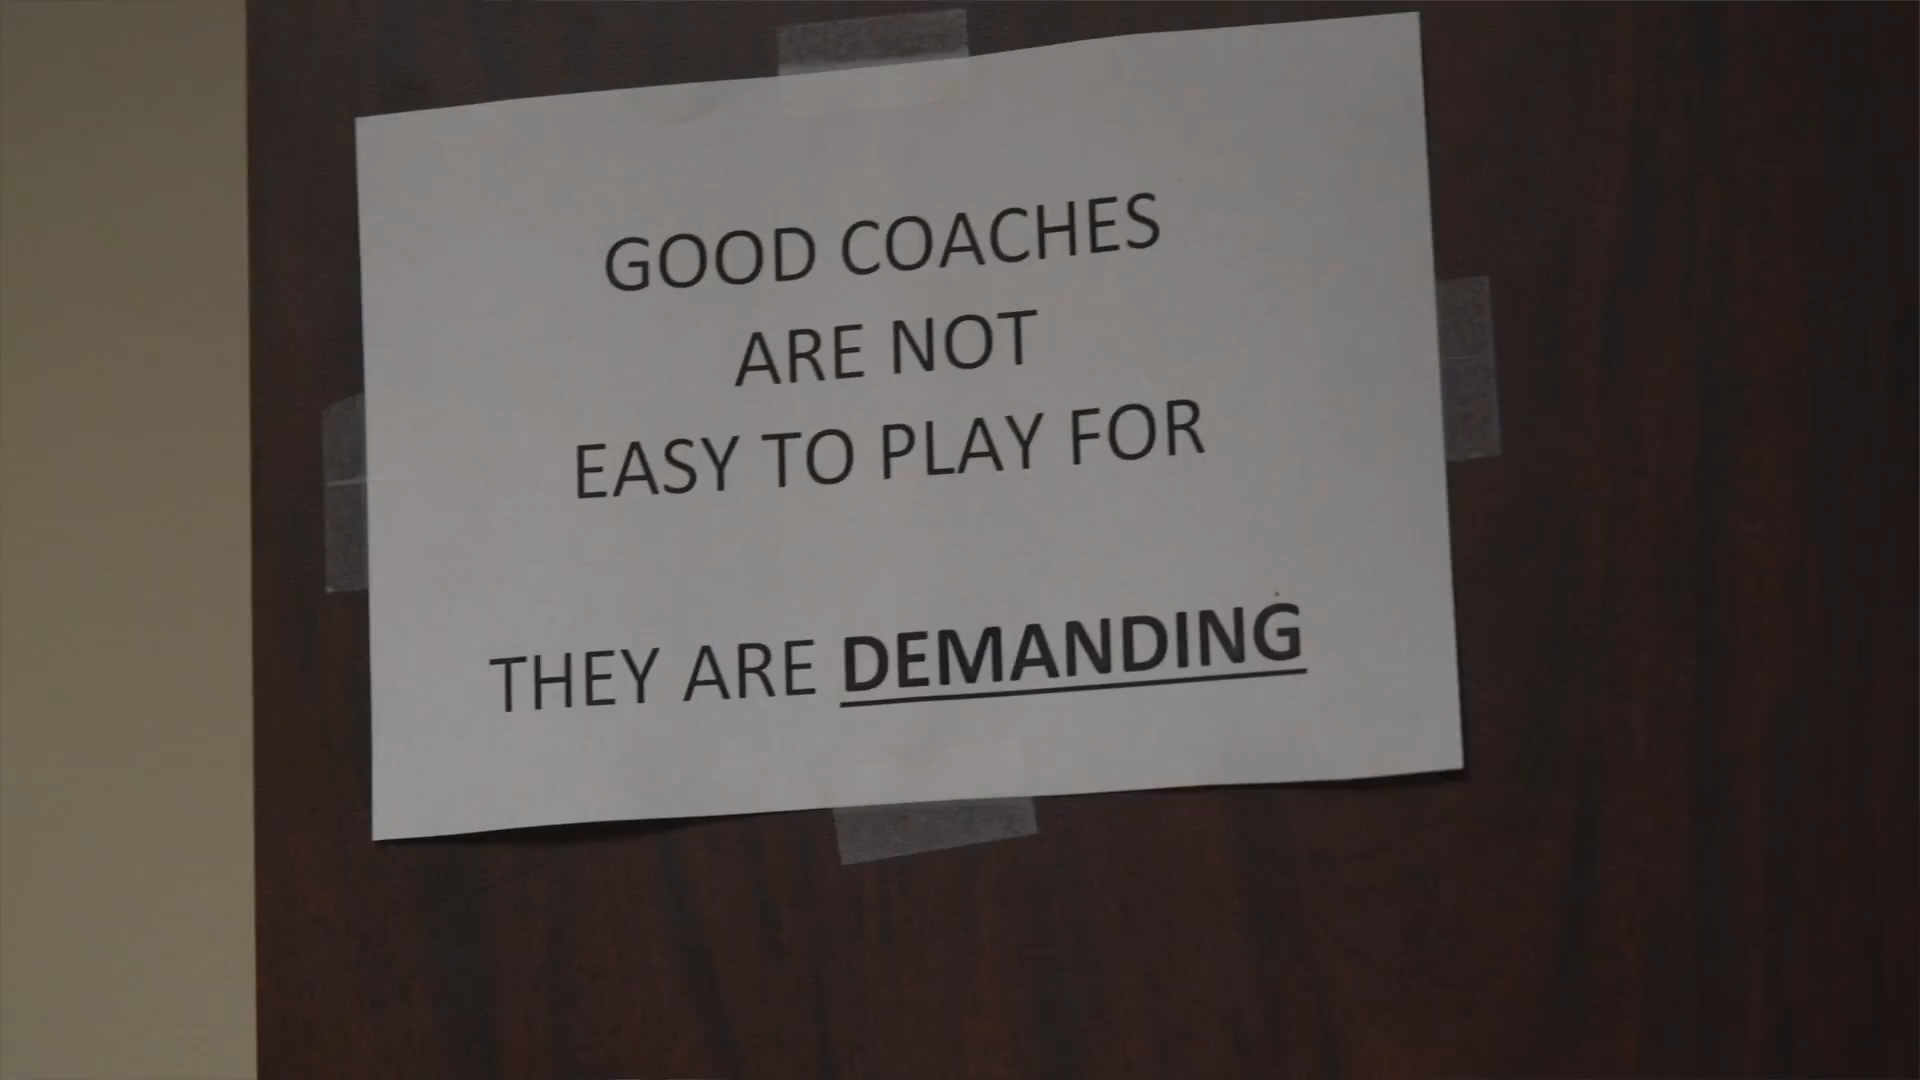 GOOD COACHES
ARE NOT
EASY TO PLAY FOR
THEY ARE DEMANDING